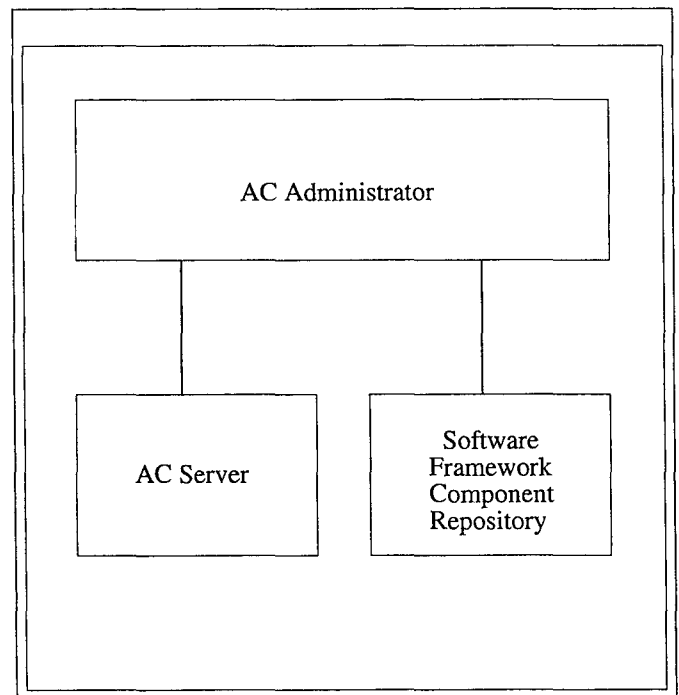 AC Administrator
AC Server
Software
Framework
Component
Repository